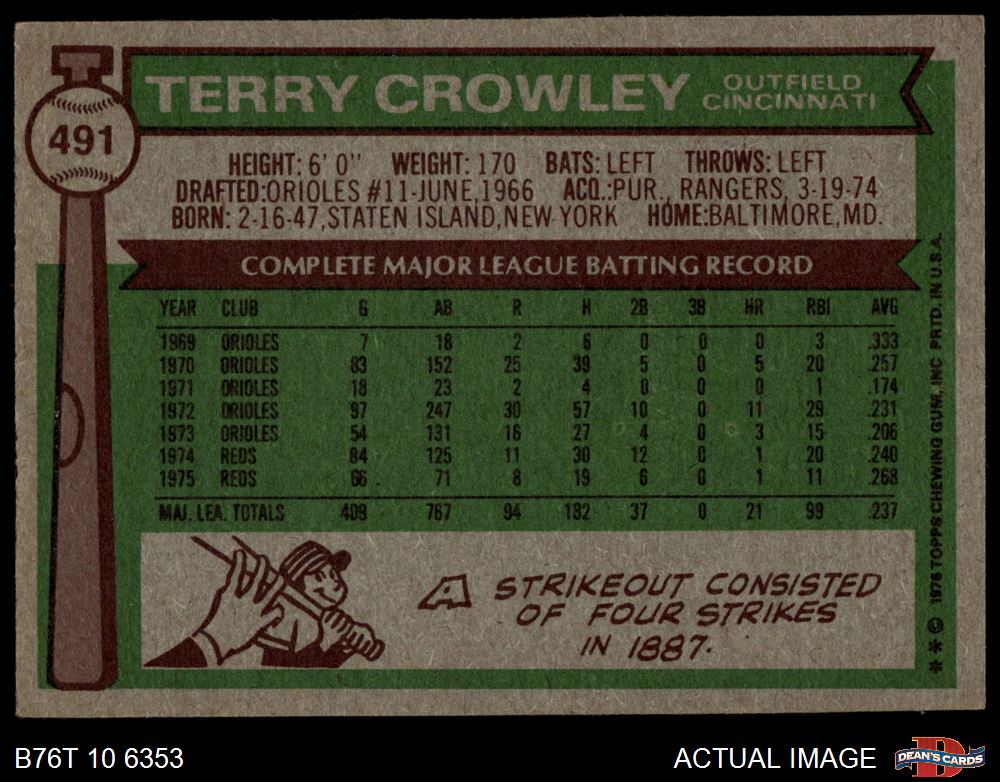 491
TERRY CROWLEY
OUTFIELD
CINCINNATI
HEIGHT: 6' 0" WEIGHT: 170 BATS: LEFT THROWS: LEFT
DRAFTED:ORIOLES #11-JUNE,1966 ACQ.:PUR., RANGERS, 3-19-74
BORN: 2-16-47,STATEN ISLAND,NEW YORK HOME:BALTIMORE,MD.
COMPLETE MAJOR LEAGUE BATTING RECORD
YEAR CLUB G AB R H 2B 3B HR RBI AVG
1969 ORIOLES 7 18 2 6 0 0 0 3 .333
1970 ORIOLES 83 152 25 39 5 0 5 20 .257
1971 ORIOLES 18 23 2 4 0 0 0 1 .174
1972 ORIOLES 97 247 30 57 10 0 11 29 .231
1973 ORIOLES 54 131 16 27 4 0 3 15 .206
1974 REDS 84 125 11 30 12 0 1 20 .240
1975 REDS 66 71 8 19 6 0 1 11 .268
MAJ. LEA. TOTALS 409 767 94 182 37 0 21 99 .237
A STRIKEOUT CONSISTED
OF FOUR STRIKES
IN 1887.
* * © 1976 TOPPS CHEWING GUM, INC PRTD. IN U.S.A.
B76T 10 6353
ACTUAL IMAGE
D
DEAN'S CARDS